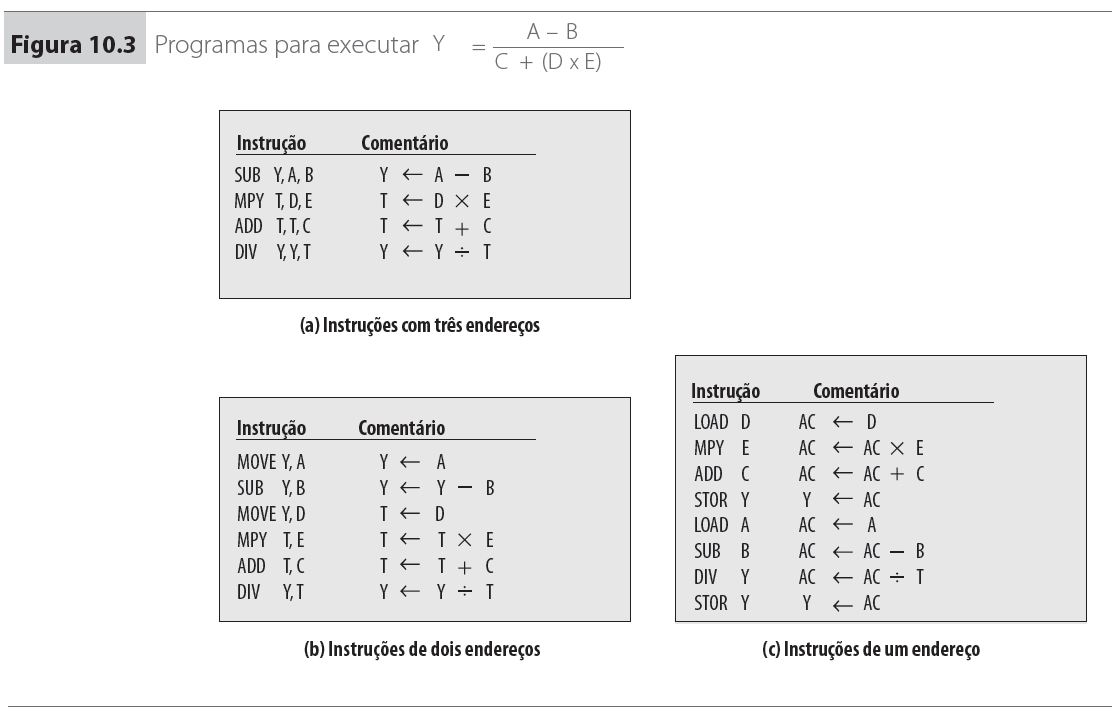 Figura 10.3 Programas para executar Y = A – B
C + (D x E)
Instrução Comentário
SUB Y, A, B Y ← A − B
MPY T, D, E T ← D × E
ADD T, T, C T ← T + C
DIV Y, Y, T Y ← Y ÷ T
(a) Instruções com três endereços
Instrução Comentário
MOVE Y, A Y ← A
SUB Y, B Y ← Y − B
MOVE Y, D T ← D
MPY T, E T ← T × E
ADD T, C T ← T + C
DIV Y, T Y ← Y ÷ T
(b) Instruções de dois endereços
Instrução Comentário
LOAD D AC ← D
MPY E AC ← AC × E
ADD C AC ← AC + C
STOR Y Y ← AC
LOAD A AC ← A
SUB B AC ← AC − B
DIV Y AC ← AC ÷ T
STOR Y Y ← AC
(c) Instruções de um endereço